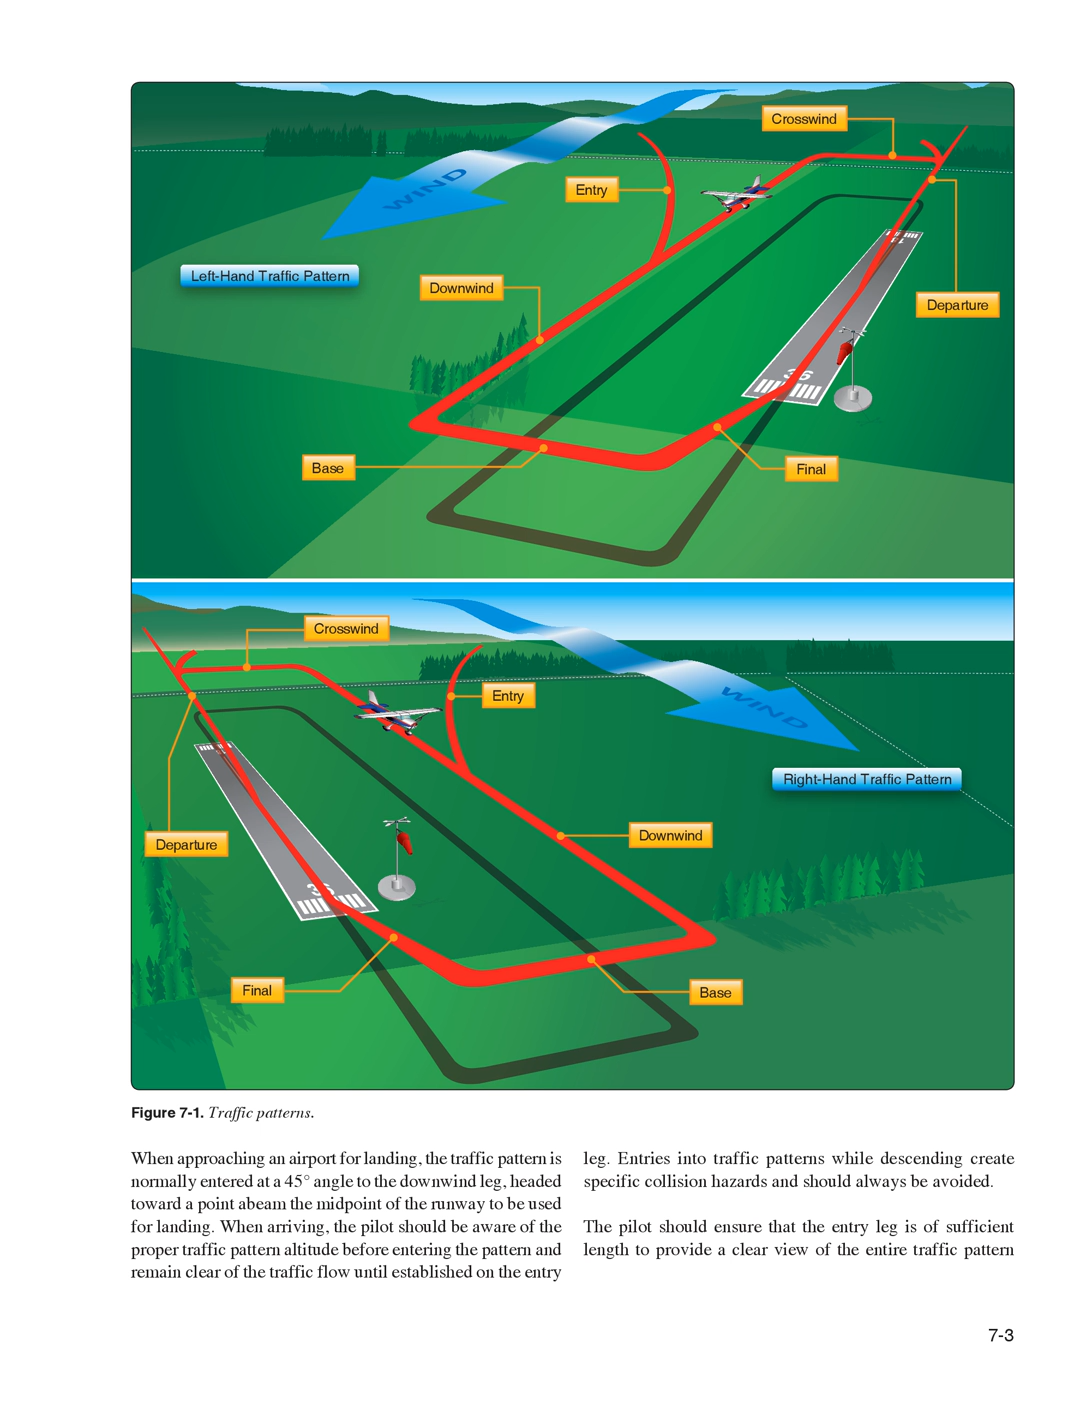 Crosswind
WIND
Entry
Left-Hand Traffic Pattern
Downwind
Departure
36
Base
Final
Crosswind
Entry
WIND
Right-Hand Traffic Pattern
Downwind
Departure
36
Final
Base
Figure 7-1. Traffic patterns.
When approaching an airport for landing, the traffic pattern is
normally entered at a 45° angle to the downwind leg, headed
toward a point abeam the midpoint of the runway to be used
for landing. When arriving, the pilot should be aware of the
proper traffic pattern altitude before entering the pattern and
remain clear of the traffic flow until established on the entry
leg. Entries into traffic patterns while descending create
specific collision hazards and should always be avoided.
The pilot should ensure that the entry leg is of sufficient
length to provide a clear view of the entire traffic pattern
7-3